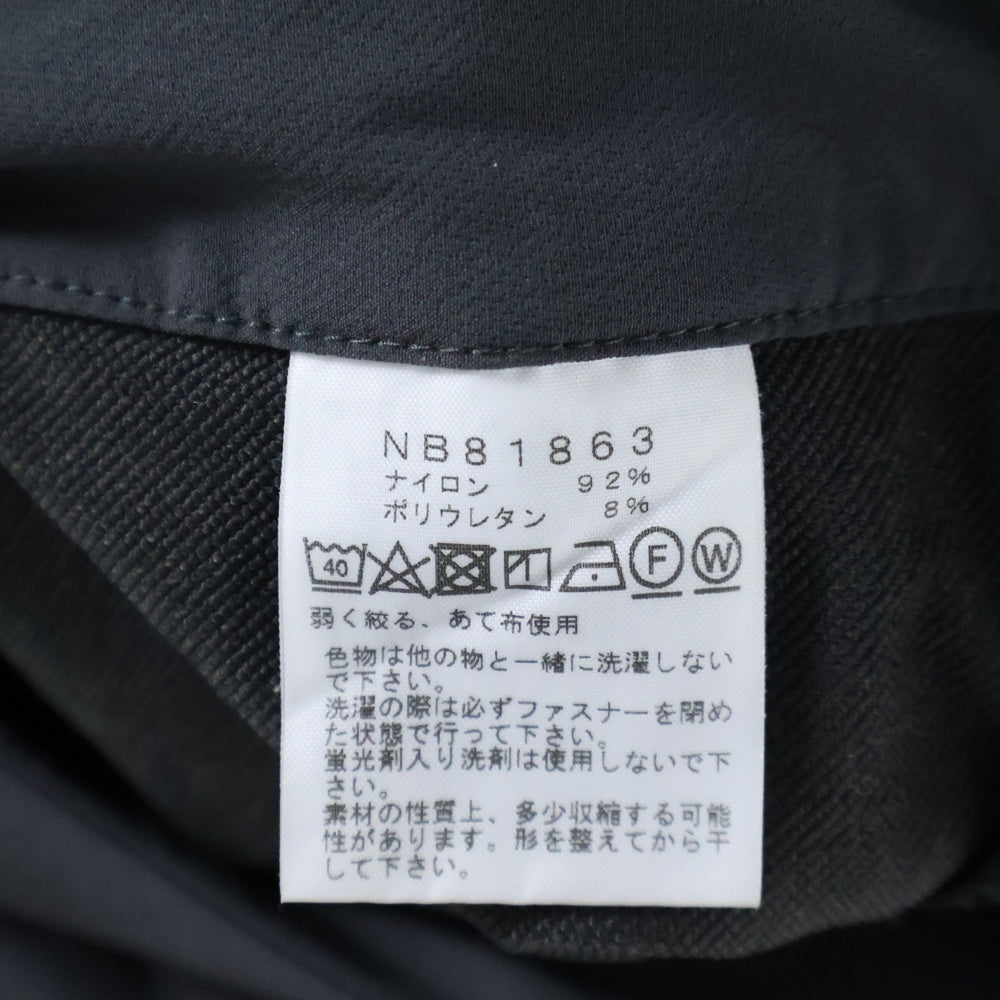 NB81863
ナイロン 92%
ポリウレタン 8%
40 F W
弱く絞る、あて布使用
色物は他の物と一緒に洗濯しない
で下さい。
洗濯の際は必ずファスナーを閉め
た状態で行って下さい。
蛍光剤入り洗剤は使用しないで下
さい。
素材の性質上、多少収縮する可能
性があります。形を整えてから干
して下さい。